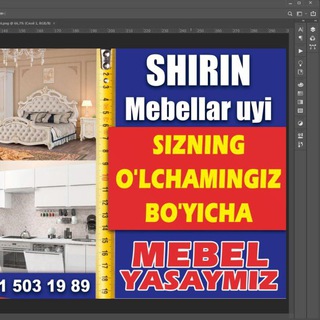 SHIRIN
Mebellar uyi
SIZNING
O'LCHAMINGIZ
BO'YICHA
MEBEL
YASAYMIZ
1 503 19 89